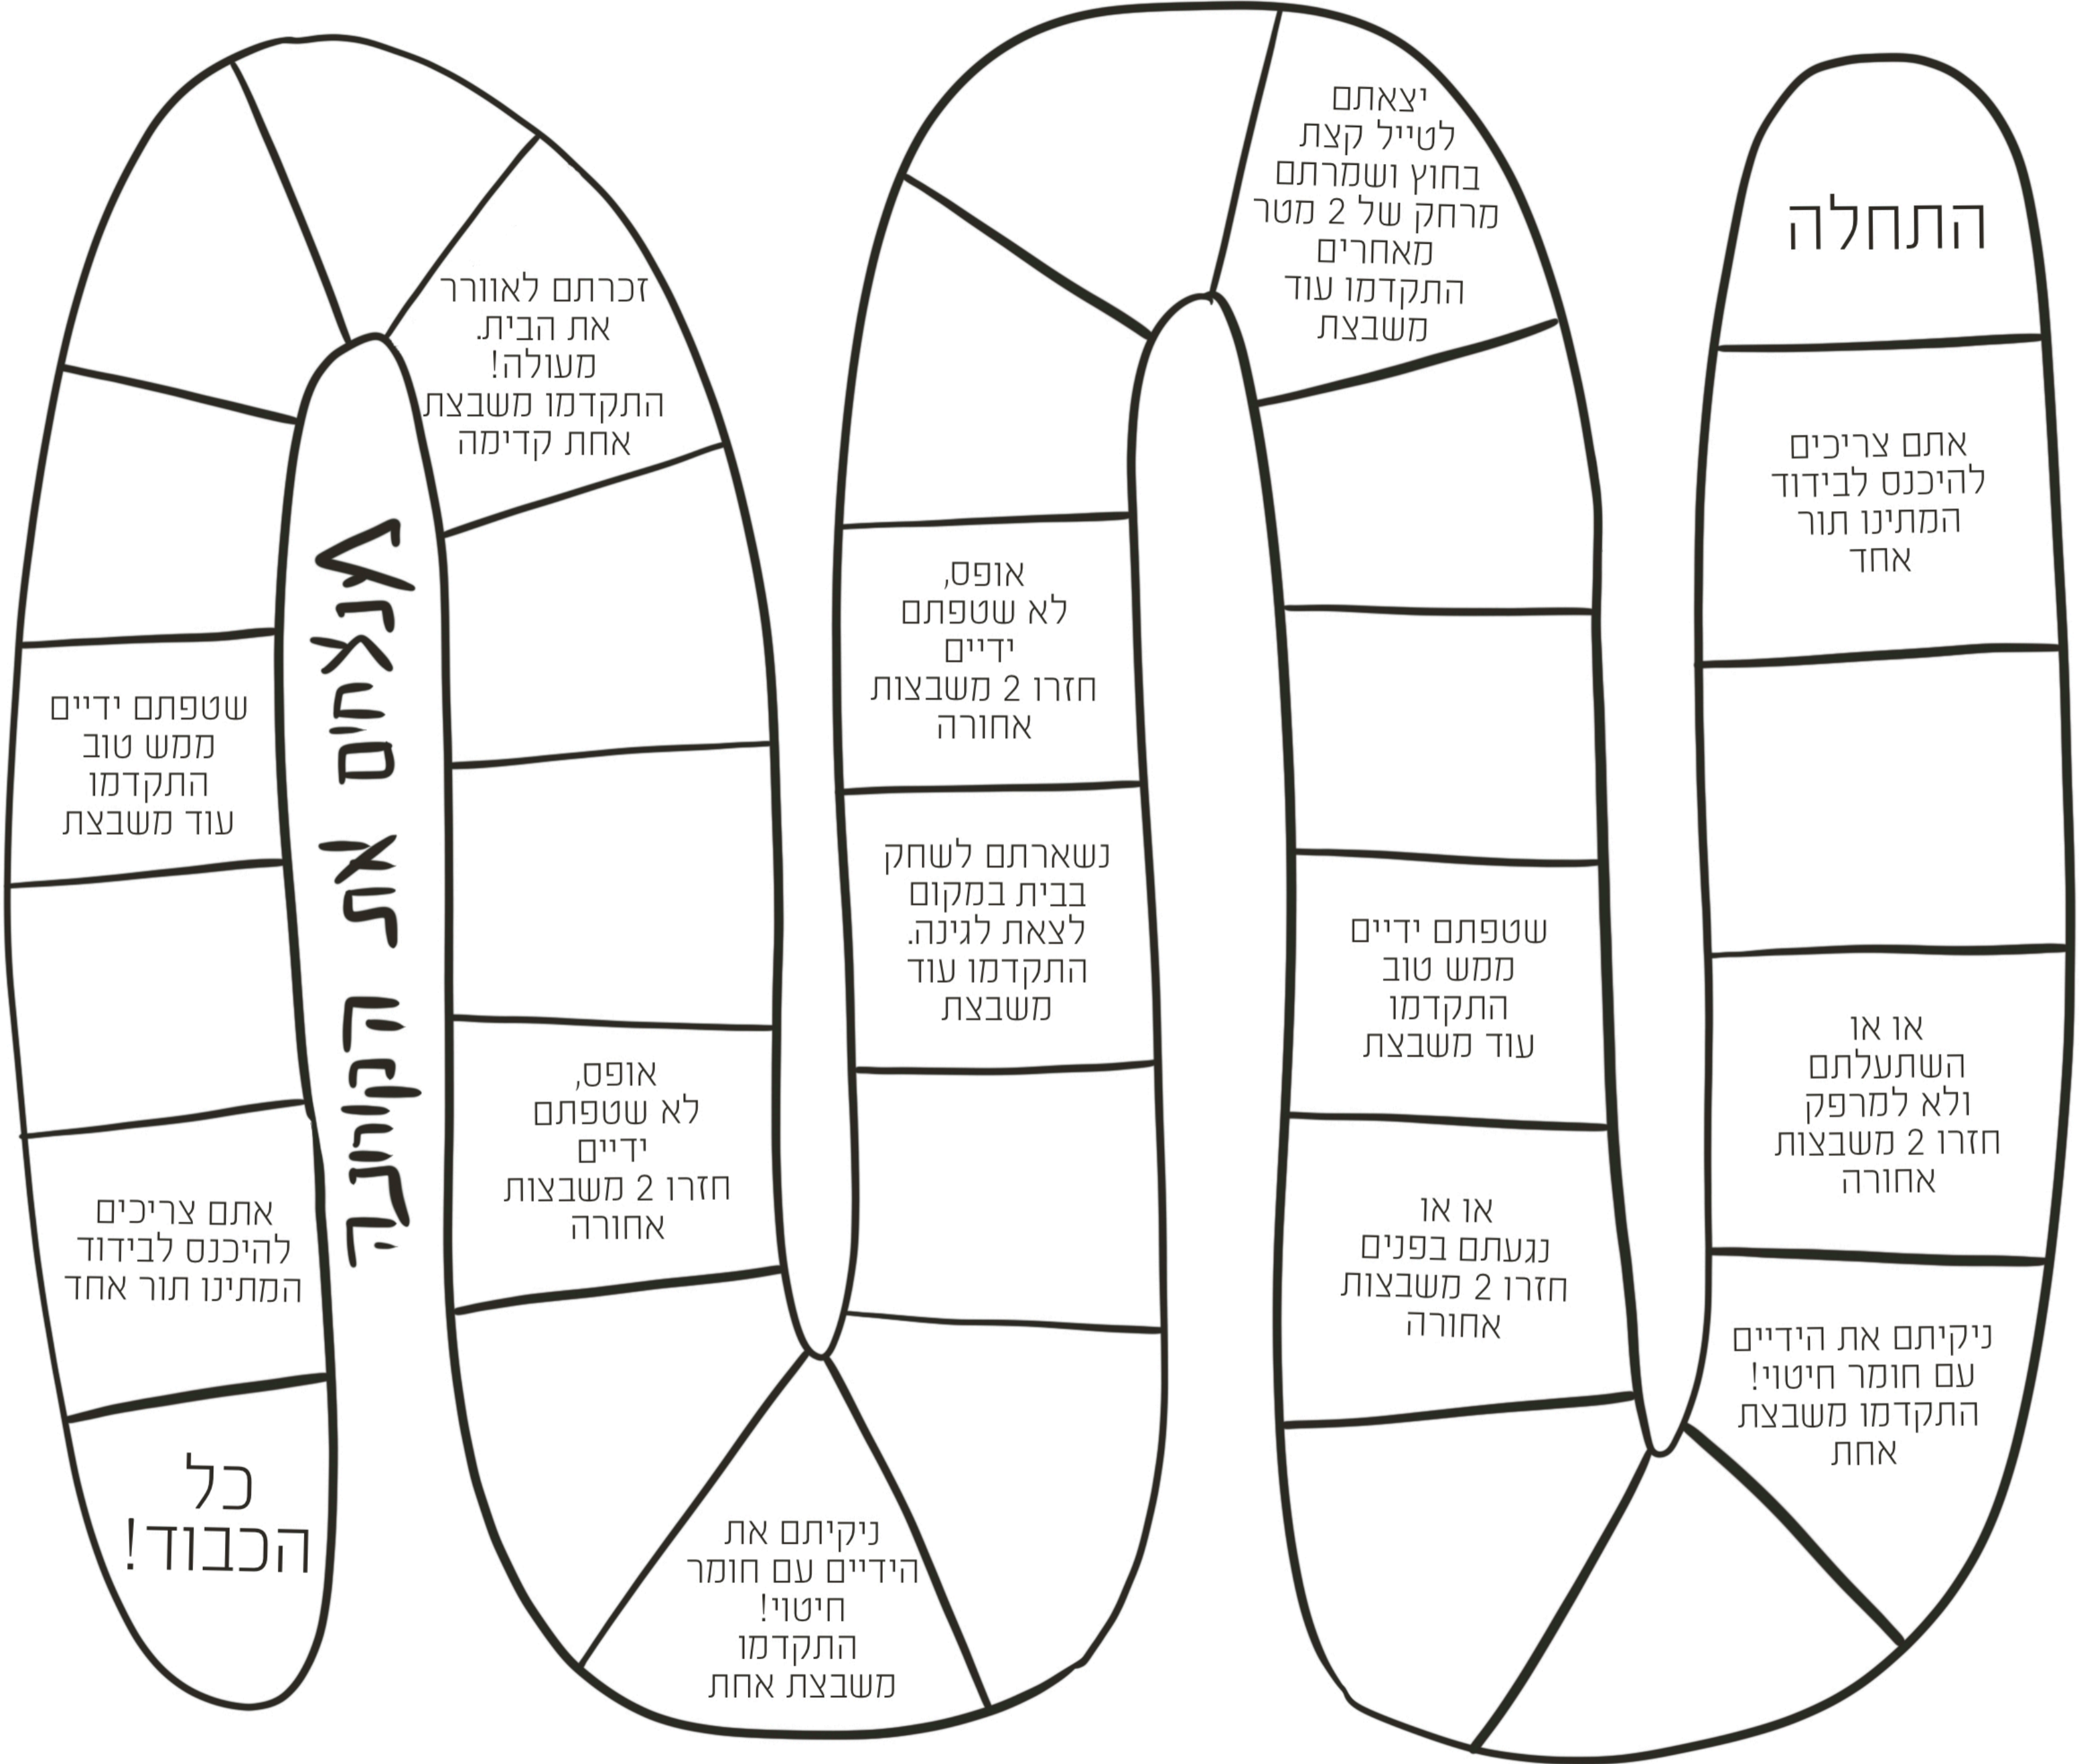 התחלה
אתם צריכים
להיכנס לבידוד
המתינו תור
אחד
או או
השתעלתם
ולא למרפק
חזרו 2 משבצות
אחורה
ניקיתם את הידיים
עם חומר חיטוי!
התקדמו משבצת
אחת
או או
נגעתם בפנים
חזרו 2 משבצות
אחורה
שטפתם ידיים
ממש טוב
התקדמו
עוד משבצת
יצאתם
לטייל קצת
בחוץ ושמרתם
מרחק של 2 מטר
מאחרים
התקדמו עוד
משבצת
אופס,
לא שטפתם
ידיים
חזרו 2 משבצות
אחורה
נשארתם לשחק
בבית במקום
לצאת לגינה.
התקדמו עוד
משבצת
ניקיתם את
הידיים עם חומר
חיטוי!
התקדמו
משבצת אחת
אופס,
לא שטפתם
ידיים
חזרו 2 משבצות
אחורה
זכרתם לאוורר
את הבית.
מעולה!
התקדמו משבצת
אחת קדימה
שטפתם ידיים
ממש טוב
התקדמו
עוד משבצת
אתם צריכים
להיכנס לבידוד
המתינו תור אחד
כל
הכבוד!
מנצחים את הקורונה